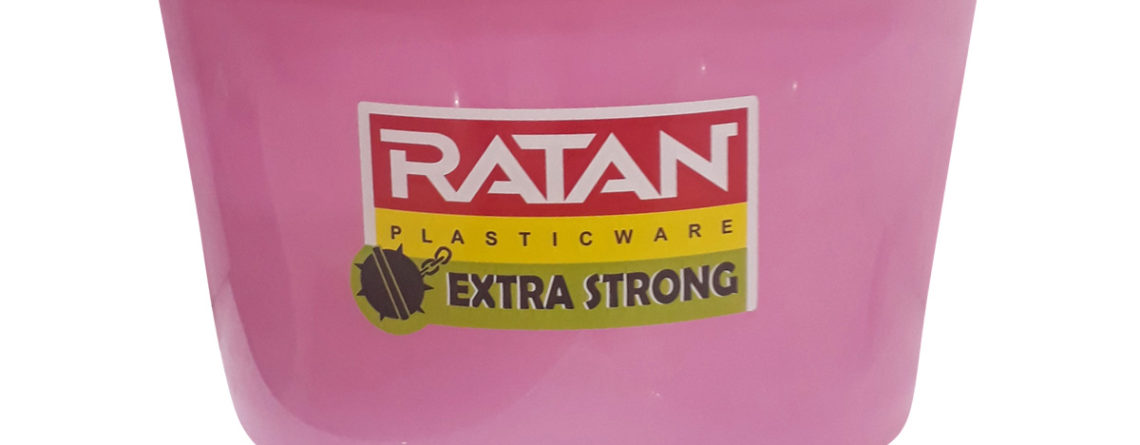 RATAN
PLASTICWARE
EXTRA STRONG